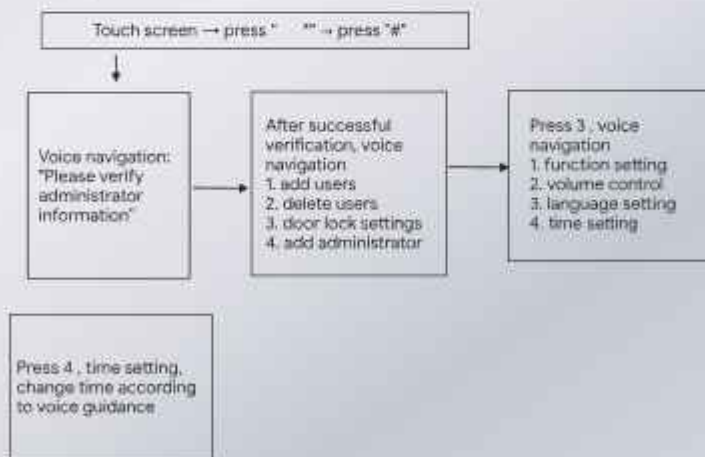 Touch screen → press " "" → press "#"
Voice navigation:
"Please verify
administrator
information"
After successful
verification, voice
navigation
1. add users
2. delete users
3. door lock settings
4. add administrator
Press 3 , voice
navigation
1. function setting
2. volume control
3. language setting
4. time setting
Press 4 , time setting,
change time according
to voice guidance